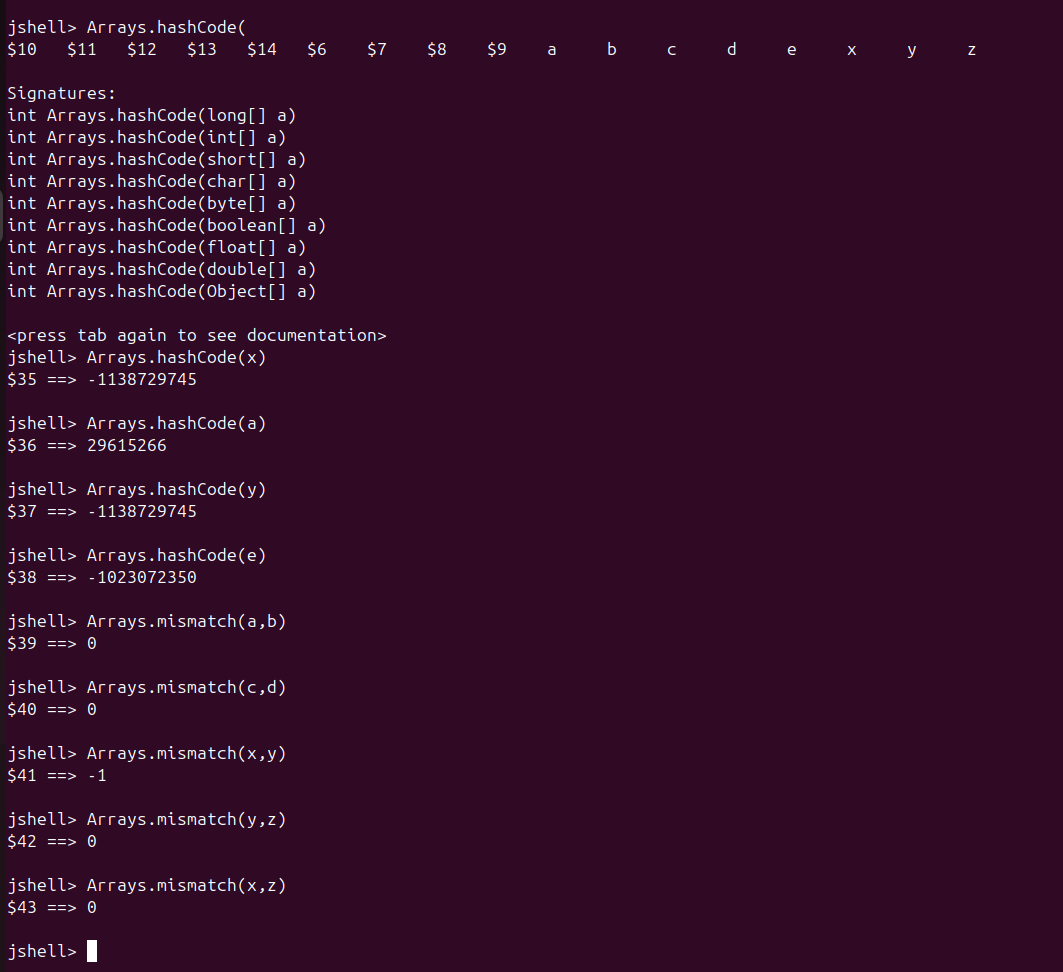 jshell> Arrays.hashCode(
$10   $11   $12   $13   $14   $6    $7    $8    $9    a     b     c     d     e     x     y     z
Signatures:
int Arrays.hashCode(long[] a)
int Arrays.hashCode(int[] a)
int Arrays.hashCode(short[] a)
int Arrays.hashCode(char[] a)
int Arrays.hashCode(byte[] a)
int Arrays.hashCode(boolean[] a)
int Arrays.hashCode(float[] a)
int Arrays.hashCode(double[] a)
int Arrays.hashCode(Object[] a)
<press tab again to see documentation>
jshell> Arrays.hashCode(x)
$35 ==> -1138729745
jshell> Arrays.hashCode(a)
$36 ==> 29615266
jshell> Arrays.hashCode(y)
$37 ==> -1138729745
jshell> Arrays.hashCode(e)
$38 ==> -1023072350
jshell> Arrays.mismatch(a,b)
$39 ==> 0
jshell> Arrays.mismatch(c,d)
$40 ==> 0
jshell> Arrays.mismatch(x,y)
$41 ==> -1
jshell> Arrays.mismatch(y,z)
$42 ==> 0
jshell> Arrays.mismatch(x,z)
$43 ==> 0
jshell>